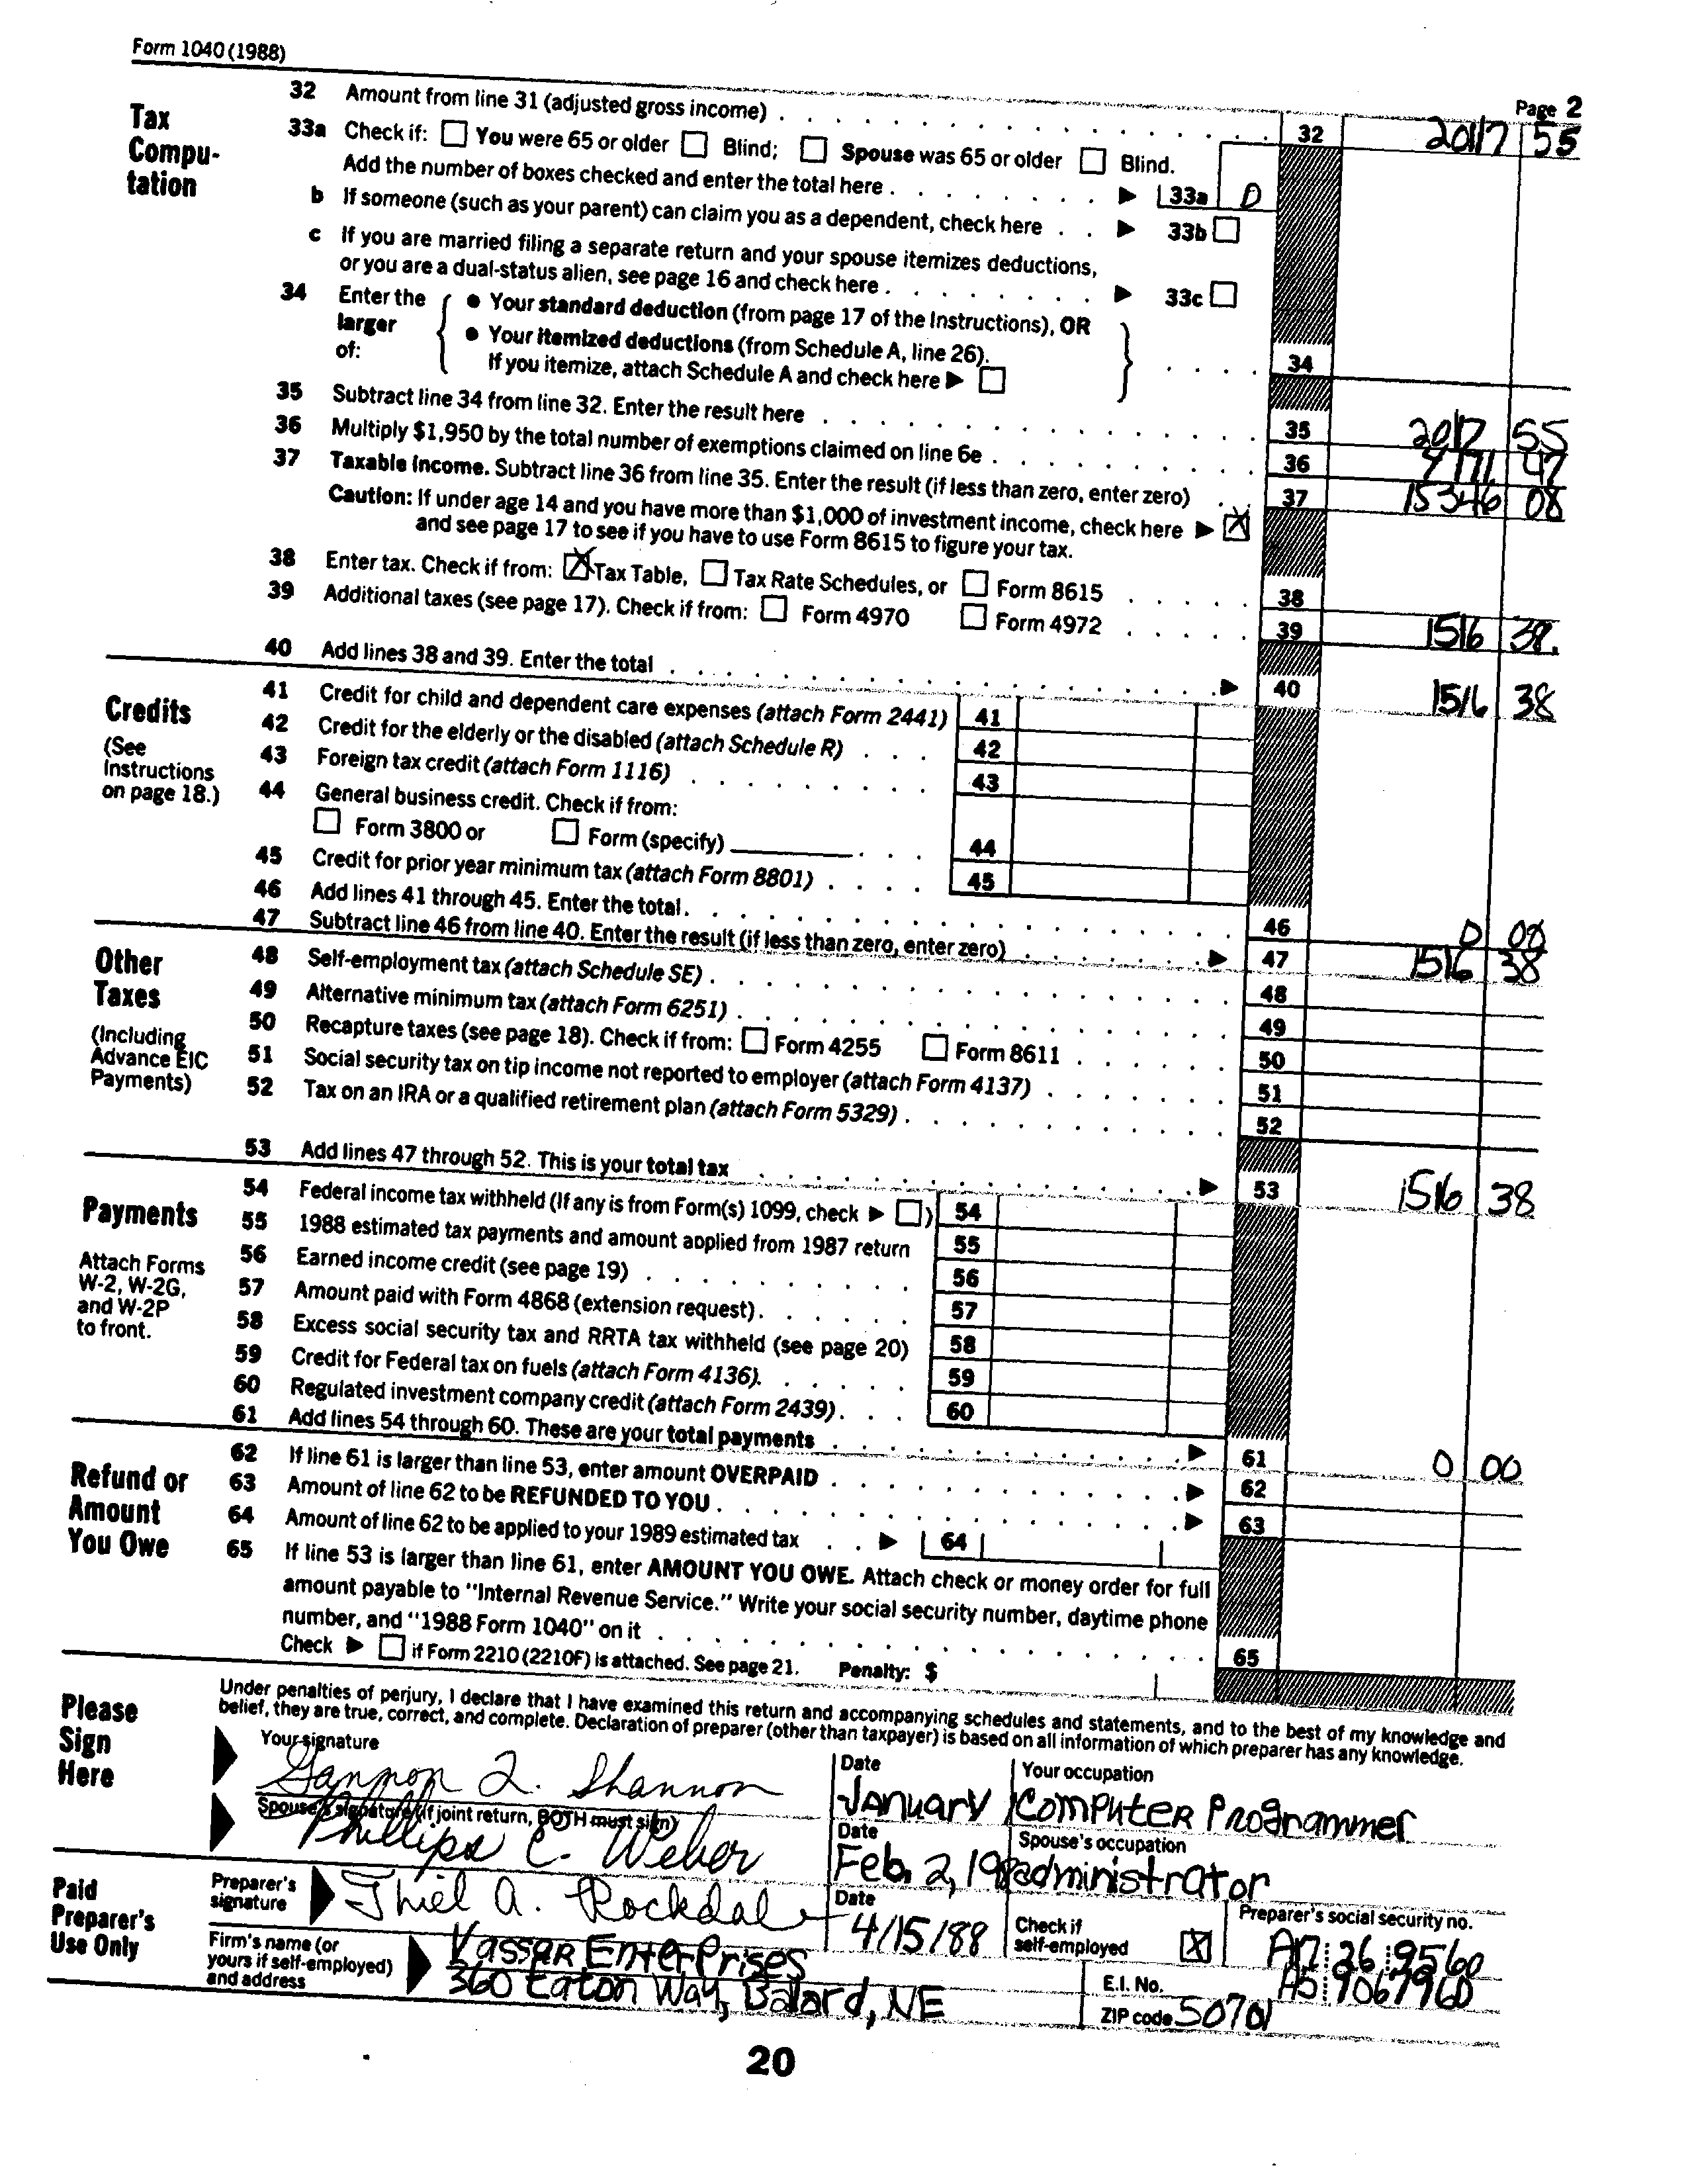 Form 1040 (1988)
Page 2
Tax Compu-tation
32 Amount from line 31 (adjusted gross income) 32 20117 55
33a Check if: You were 65 or older Blind; Spouse was 65 or older Blind.
Add the number of boxes checked and enter the total here 33a 0
b If someone (such as your parent) can claim you as a dependent, check here 33b
c If you are married filing a separate return and your spouse itemizes deductions,
or you are a dual-status alien, see page 16 and check here 33c
34 Enter the larger of: { • Your standard deduction (from page 17 of the Instructions), OR
• Your itemized deductions (from Schedule A, line 26).
If you itemize, attach Schedule A and check here } 34
35 Subtract line 34 from line 32. Enter the result here 35 55
36 Multiply $1,950 by the total number of exemptions claimed on line 6e 36 47
37 Taxable income. Subtract line 36 from line 35. Enter the result (if less than zero, enter zero) 37 15346 08
Caution: If under age 14 and you have more than $1,000 of investment income, check here X
and see page 17 to see if you have to use Form 8615 to figure your tax.
38 Enter tax. Check if from: X Tax Table, Tax Rate Schedules, or Form 8615 38
39 Additional taxes (see page 17). Check if from: Form 4970 Form 4972 39 1516 38.
40 Add lines 38 and 39. Enter the total 40 1516 38
Credits
(See Instructions on page 18.)
41 Credit for child and dependent care expenses (attach Form 2441) 41
42 Credit for the elderly or the disabled (attach Schedule R) 42
43 Foreign tax credit (attach Form 1116) 43
44 General business credit. Check if from:
Form 3800 or Form (specify) 44
45 Credit for prior year minimum tax (attach Form 8801) 45
46 Add lines 41 through 45. Enter the total 46 0 00
47 Subtract line 46 from line 40. Enter the result (if less than zero, enter zero) 47 1516 38
Other Taxes
(Including Advance EIC Payments)
48 Self-employment tax (attach Schedule SE) 48
49 Alternative minimum tax (attach Form 6251) 49
50 Recapture taxes (see page 18). Check if from: Form 4255 Form 8611 50
51 Social security tax on tip income not reported to employer (attach Form 4137) 51
52 Tax on an IRA or a qualified retirement plan (attach Form 5329) 52
53 Add lines 47 through 52. This is your total tax 53 1516 38
Payments
Attach Forms W-2, W-2G, and W-2P to front.
54 Federal income tax withheld (If any is from Form(s) 1099, check ) 54
55 1988 estimated tax payments and amount applied from 1987 return 55
56 Earned income credit (see page 19) 56
57 Amount paid with Form 4868 (extension request) 57
58 Excess social security tax and RRTA tax withheld (see page 20) 58
59 Credit for Federal tax on fuels (attach Form 4136). 59
60 Regulated investment company credit (attach Form 2439) 60
61 Add lines 54 through 60. These are your total payments 61 0 00
Refund or Amount You Owe
62 If line 61 is larger than line 53, enter amount OVERPAID 62
63 Amount of line 62 to be REFUNDED TO YOU 63
64 Amount of line 62 to be applied to your 1989 estimated tax 64
65 If line 53 is larger than line 61, enter AMOUNT YOU OWE. Attach check or money order for full
amount payable to "Internal Revenue Service." Write your social security number, daytime phone
number, and "1988 Form 1040" on it 65
Check if Form 2210 (2210F) is attached. See page 21. Penalty: $
Please Sign Here
Under penalties of perjury, I declare that I have examined this return and accompanying schedules and statements, and to the best of my knowledge and
belief, they are true, correct, and complete. Declaration of preparer (other than taxpayer) is based on all information of which preparer has any knowledge.
Your signature Date Your occupation
Gannon L. Shannon January Computer Programmer
Spouse's signature (if joint return, BOTH must sign) Date Spouse's occupation
Phillips C. Weber Feb. 2, administrator
Paid Preparer's Use Only
Preparer's signature Thiel A. Rockdale Date 4/15/88 Check if self-employed X Preparer's social security no. 26 9560
Firm's name (or yours if self-employed) and address Vassar Enterprises E.I. No. A5 9067960
360 Eaton Way, Balard, NE ZIP code 50701
20